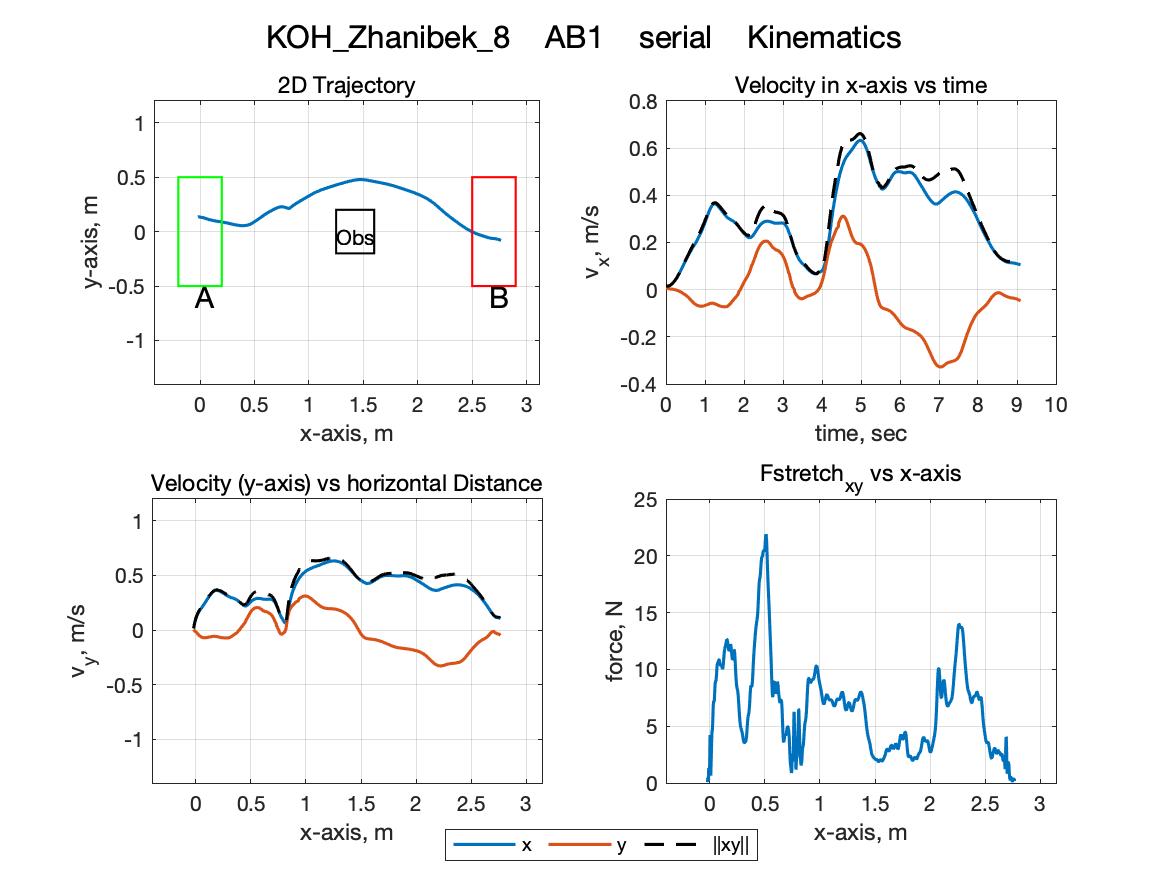 KOH_Zhanibek_8 AB1 serial Kinematics
2D Trajectory
1
0.5
0
-0.5
-1
y-axis, m
Obs
A
B
0 0.5 1 1.5 2 2.5 3
x-axis, m
Velocity in x-axis vs time
0.8
0.6
0.4
0.2
0
-0.2
-0.4
v_x, m/s
0 1 2 3 4 5 6 7 8 9 10
time, sec
Velocity (y-axis) vs horizontal Distance
1
0.5
0
-0.5
-1
v_y, m/s
0 0.5 1 1.5 2 2.5 3
x-axis, m
Fstretch_xy vs x-axis
25
20
15
10
5
0
force, N
0 0.5 1 1.5 2 2.5 3
x-axis, m
x y ||xy||